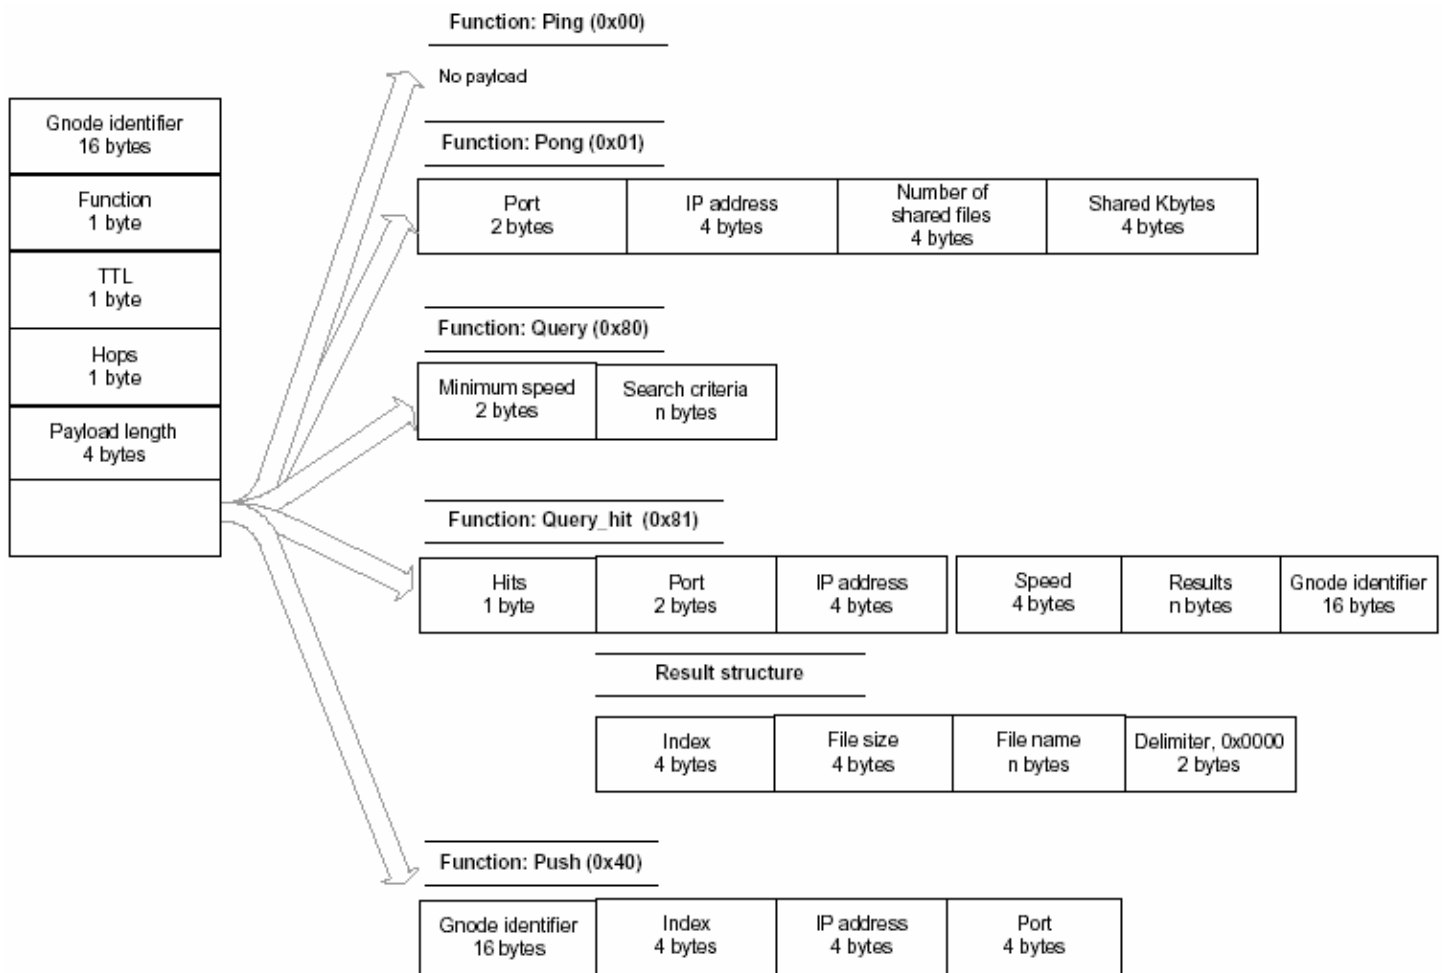 Function: Ping (0x00)
No payload
Gnode identifier
16 bytes
Function
1 byte
TTL
1 byte
Hops
1 byte
Payload length
4 bytes
Function: Pong (0x01)
Port
2 bytes
IP address
4 bytes
Number of
shared files
4 bytes
Shared Kbytes
4 bytes
Function: Query (0x80)
Minimum speed
2 bytes
Search criteria
n bytes
Function: Query_hit (0x81)
Hits
1 byte
Port
2 bytes
IP address
4 bytes
Speed
4 bytes
Results
n bytes
Gnode identifier
16 bytes
Result structure
Index
4 bytes
File size
4 bytes
File name
n bytes
Delimiter, 0x0000
2 bytes
Function: Push (0x40)
Gnode identifier
16 bytes
Index
4 bytes
IP address
4 bytes
Port
4 bytes